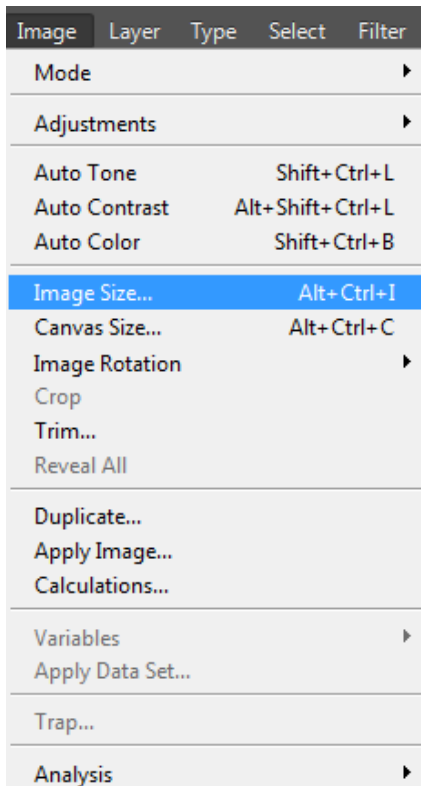 Image Layer Type Select Filter
Mode
Adjustments
Auto Tone Shift+Ctrl+L
Auto Contrast Alt+Shift+Ctrl+L
Auto Color Shift+Ctrl+B
Image Size... Alt+Ctrl+I
Canvas Size... Alt+Ctrl+C
Image Rotation
Crop
Trim...
Reveal All
Duplicate...
Apply Image...
Calculations...
Variables
Apply Data Set...
Trap...
Analysis